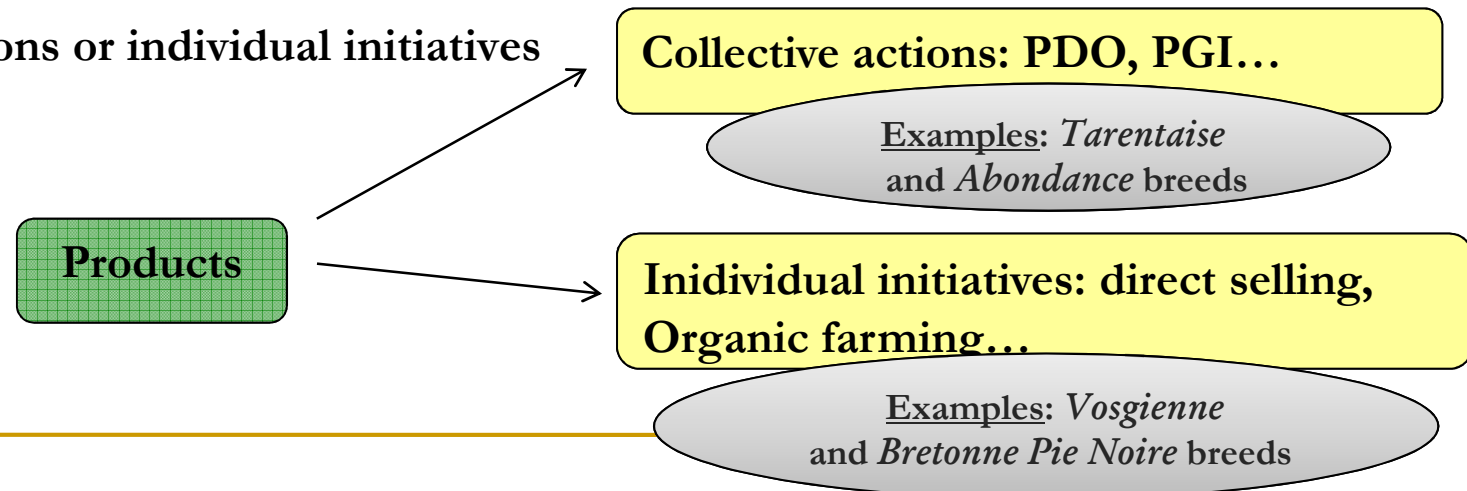 ons or individual initiatives
Collective actions: PDO, PGI…
Examples: Tarentaise
and Abondance breeds
Products
Inidividual initiatives: direct selling,
Organic farming…
Examples: Vosgienne
and Bretonne Pie Noire breeds